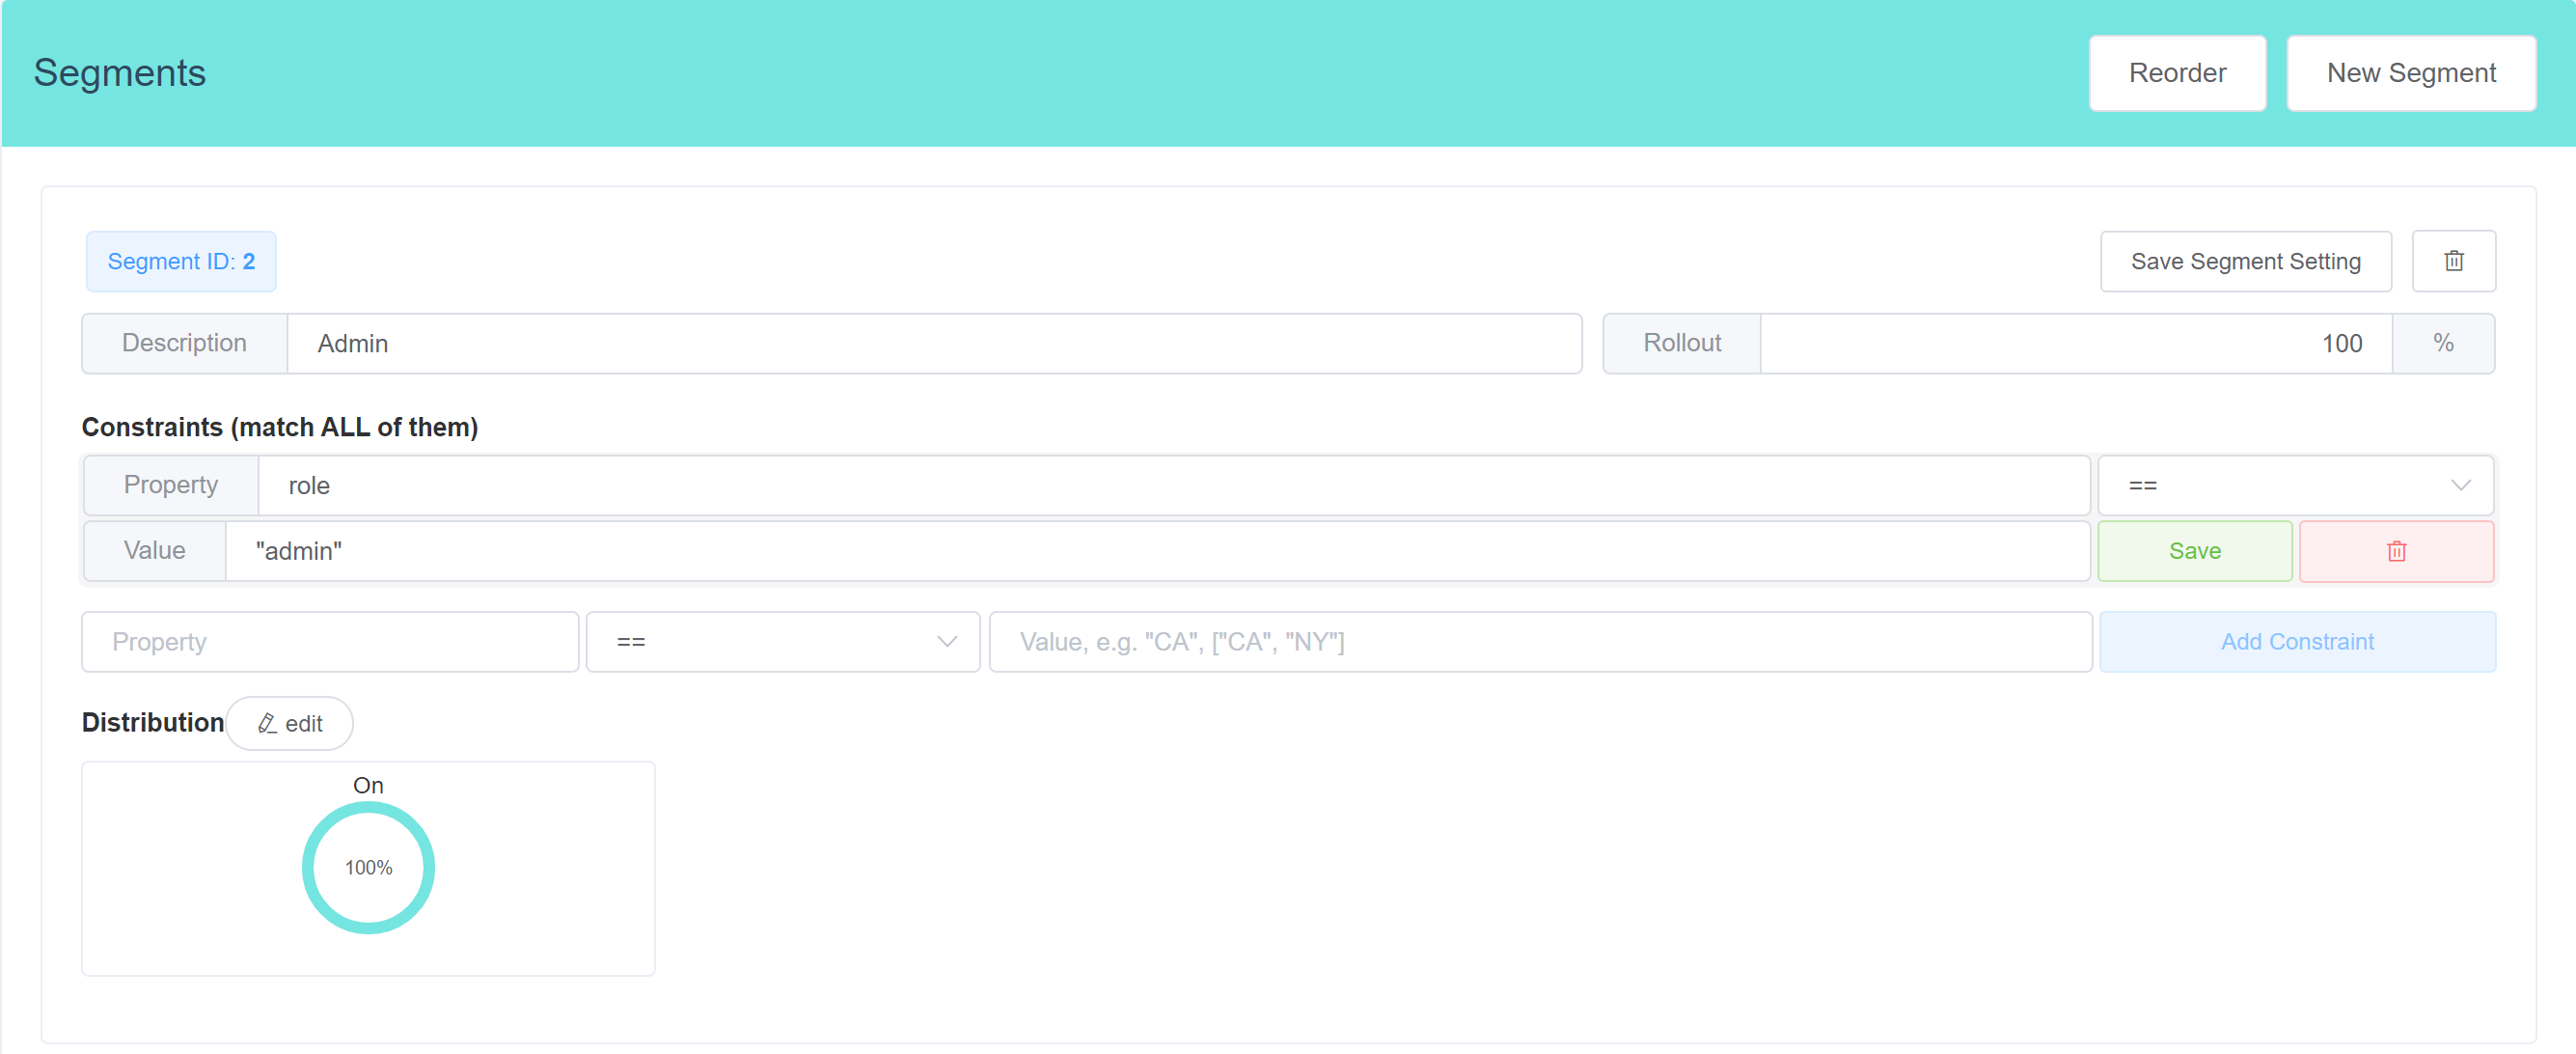 Segments Reorder New Segment
Segment ID: 2 Save Segment Setting
Description Admin Rollout 100 %
Constraints (match ALL of them)
Property role ==
Value "admin" Save
Property == Value, e.g. "CA", ["CA", "NY"] Add Constraint
Distribution edit
On
100%